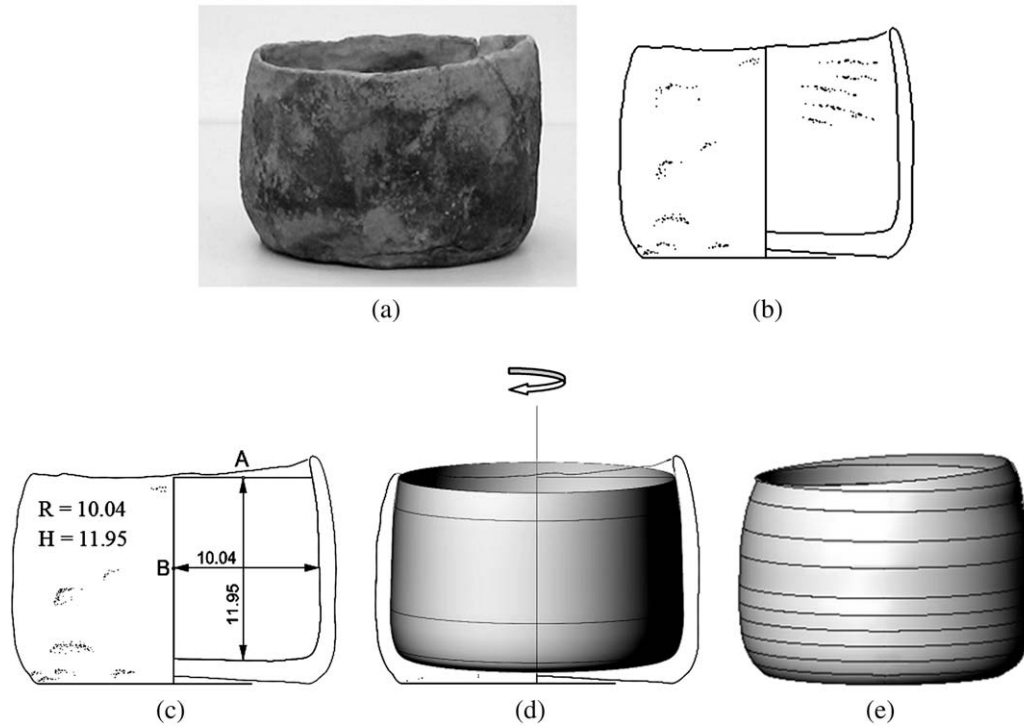 (a)
(b)
A
R = 10.04
H = 11.95
B
10.04
11.95
(c)
(d)
(e)